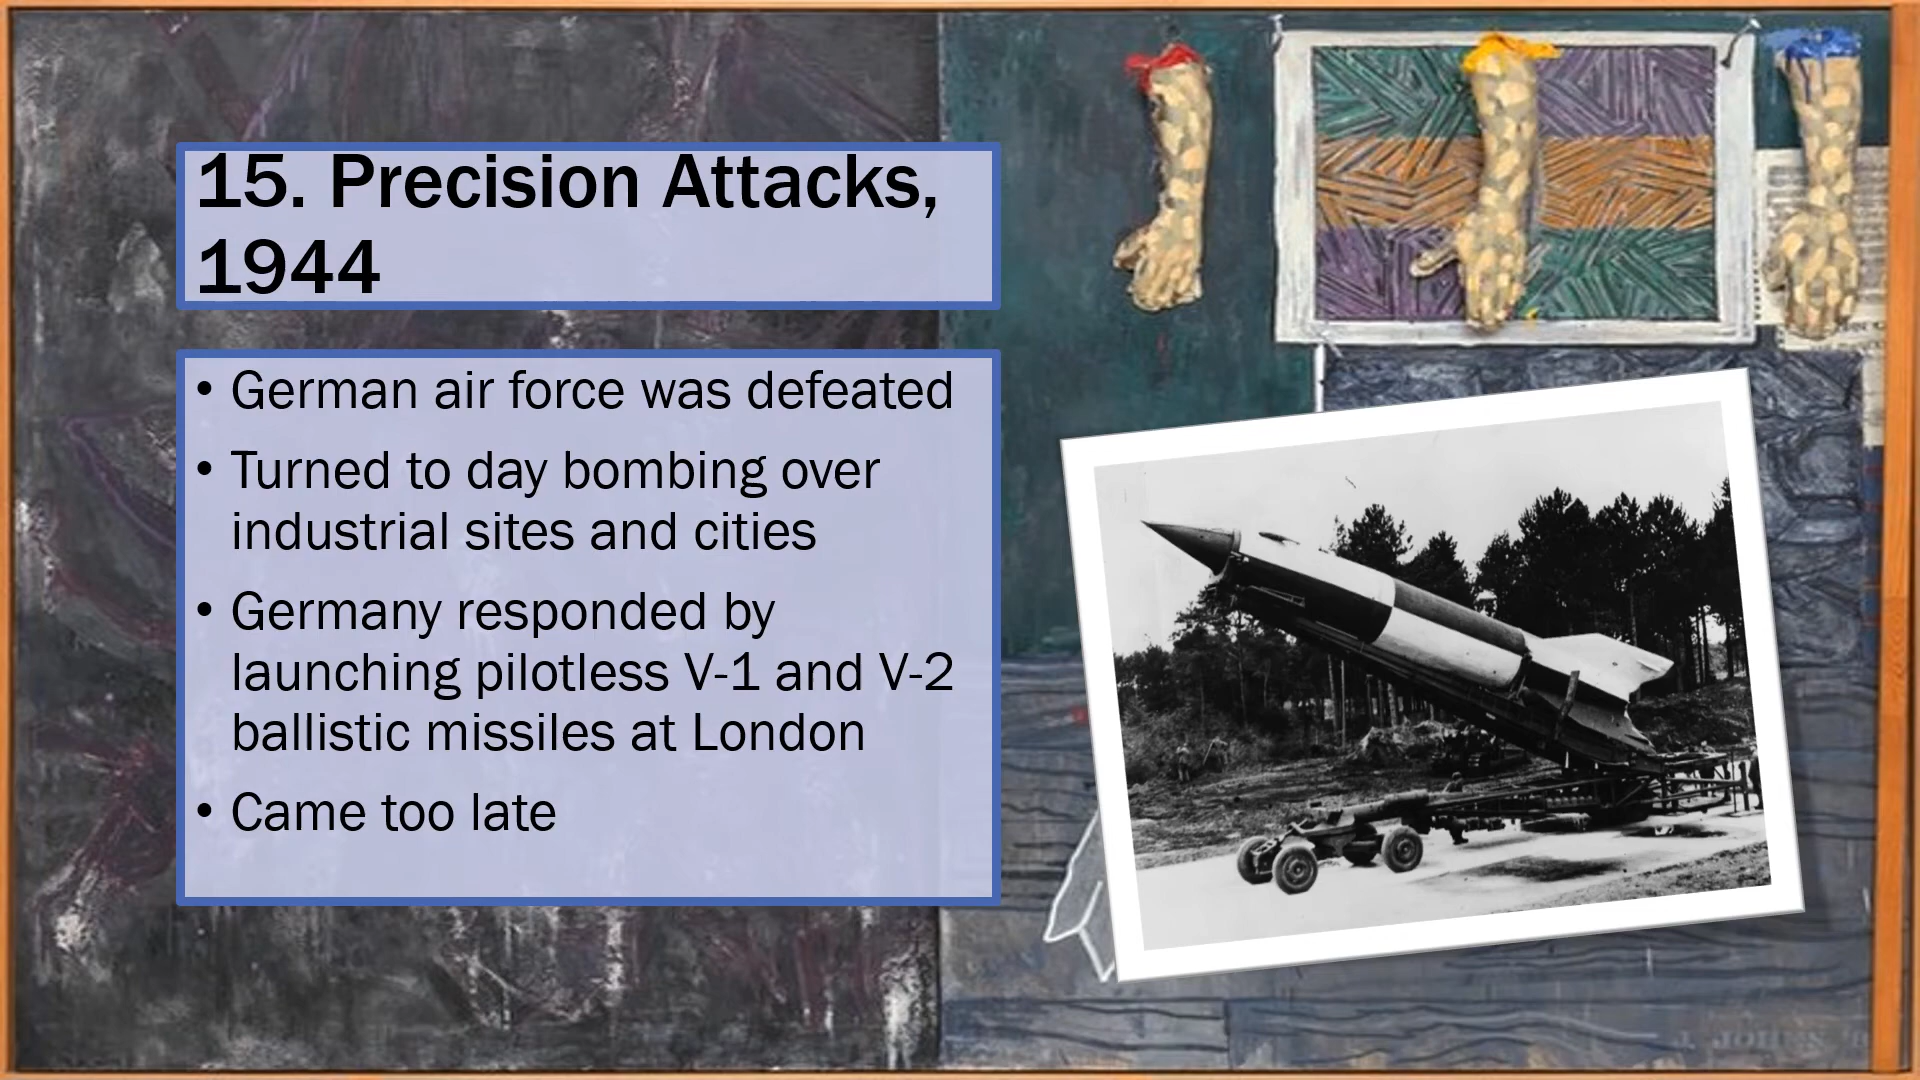 15. Precision Attacks,
1944
• German air force was defeated
• Turned to day bombing over
industrial sites and cities
• Germany responded by
launching pilotless V-1 and V-2
ballistic missiles at London
• Came too late